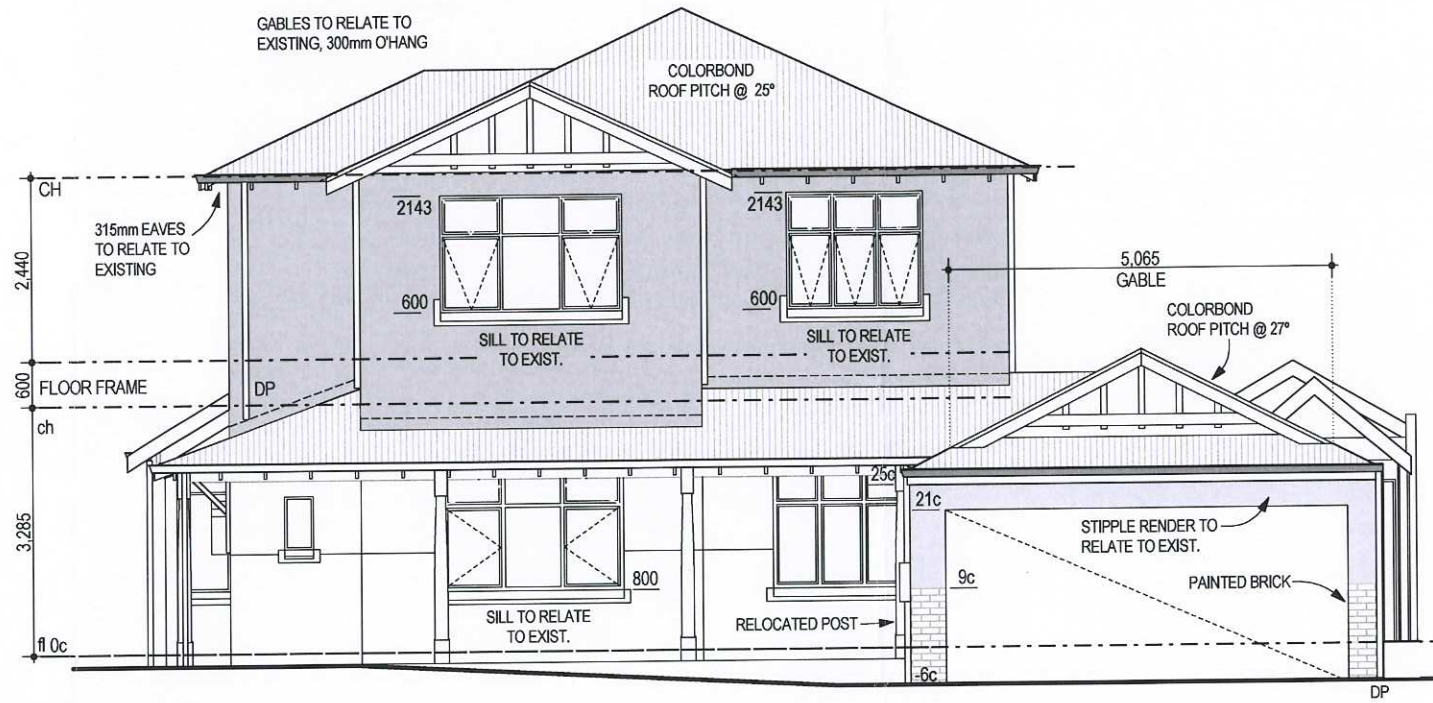 GABLES TO RELATE TO
EXISTING, 300mm O'HANG
COLORBOND
ROOF PITCH @ 25°
CH
2143
2143
315mm EAVES
TO RELATE TO
EXISTING
2,440
5,065
GABLE
600
600
COLORBOND
ROOF PITCH @ 27°
SILL TO RELATE
TO EXIST.
SILL TO RELATE
TO EXIST.
600
FLOOR FRAME
DP
ch
25c
21c
STIPPLE RENDER TO
RELATE TO EXIST.
3,285
800
9c
PAINTED BRICK
SILL TO RELATE
TO EXIST.
RELOCATED POST
fl 0c
-6c
DP